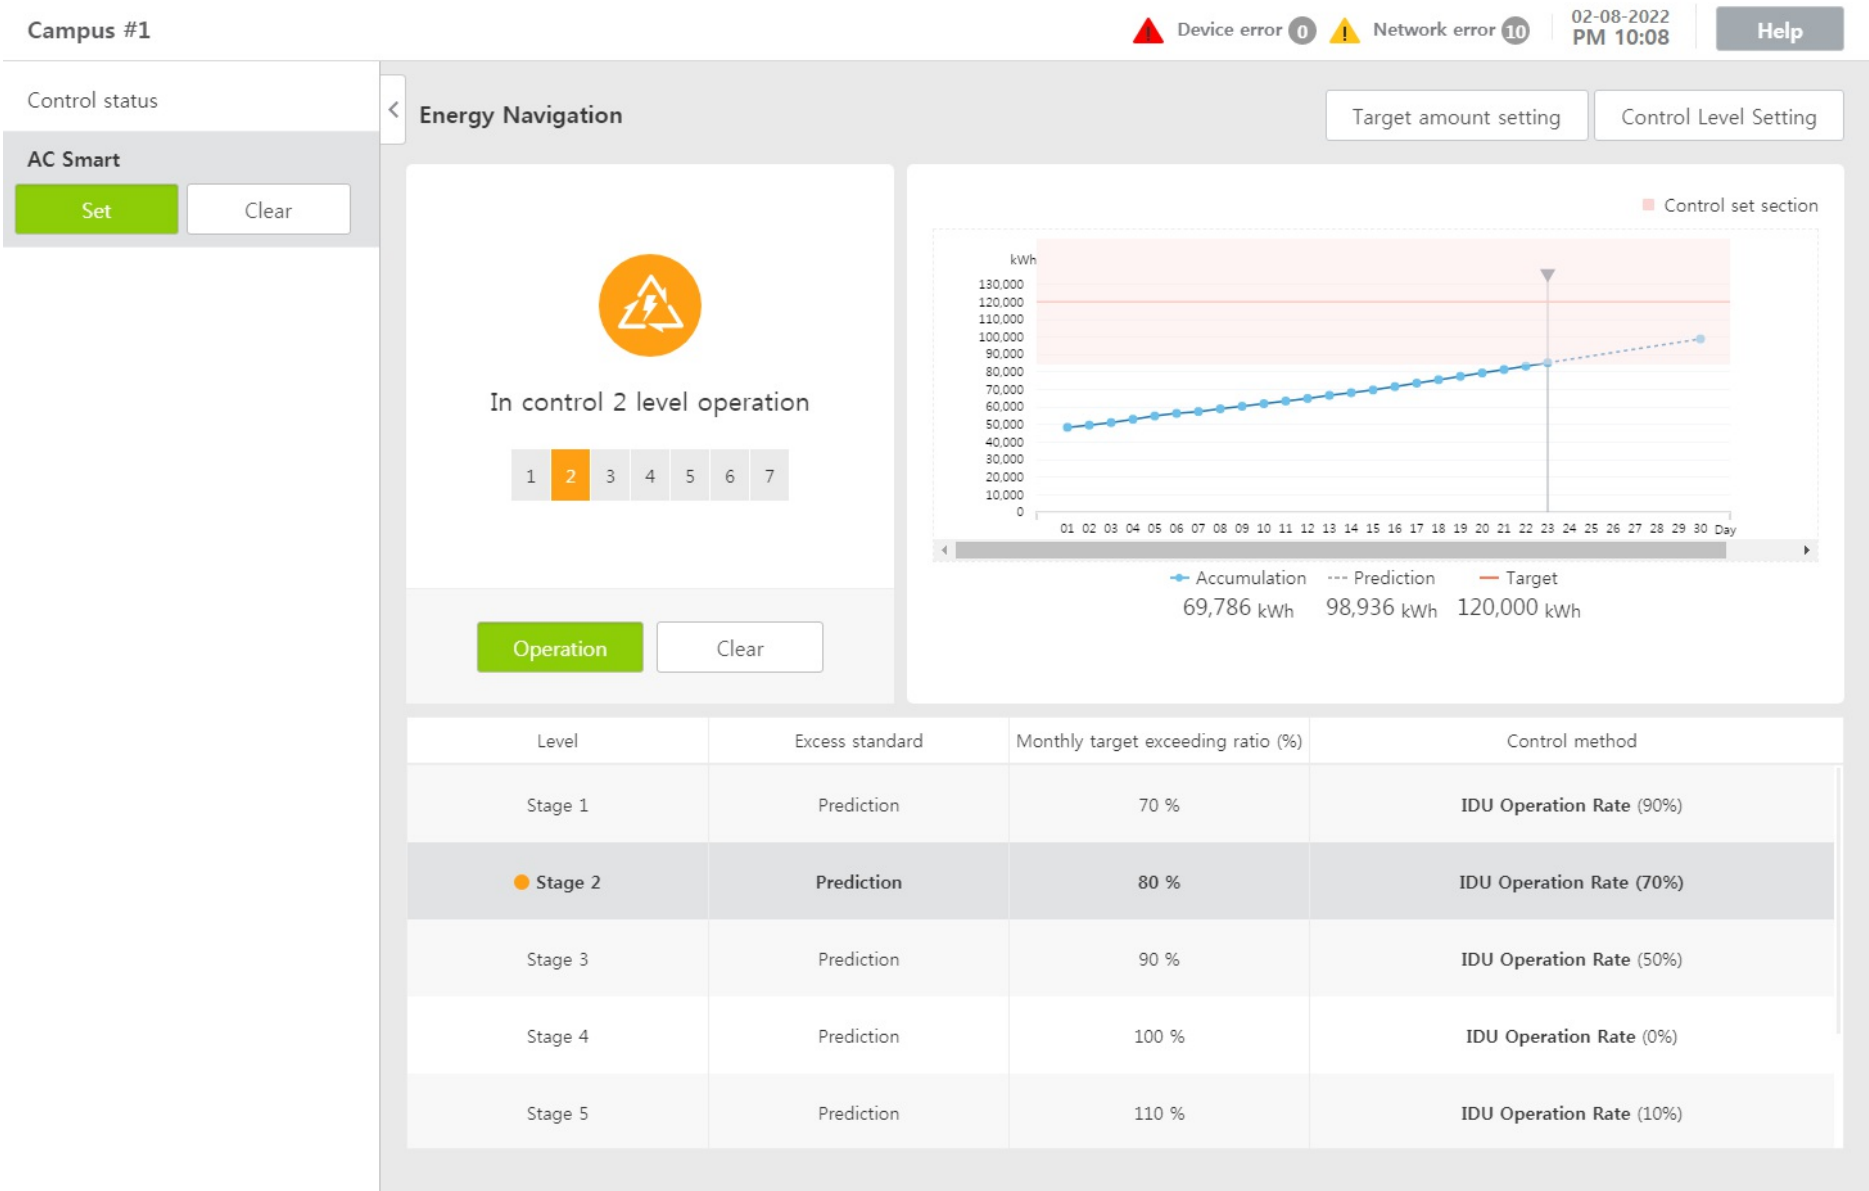 Campus #1
Device error 0
Network error 10
02-08-2022
PM 10:08
Help
Control status
AC Smart
Set
Clear
<
Energy Navigation
Target amount setting
Control Level Setting
In control 2 level operation
1 2 3 4 5 6 7
Operation
Clear
Control set section
kWh
130,000
120,000
110,000
100,000
90,000
80,000
70,000
60,000
50,000
40,000
30,000
20,000
10,000
0
01 02 03 04 05 06 07 08 09 10 11 12 13 14 15 16 17 18 19 20 21 22 23 24 25 26 27 28 29 30 Day
Accumulation Prediction Target
69,786 kWh 98,936 kWh 120,000 kWh
Level Excess standard Monthly target exceeding ratio (%) Control method
Stage 1 Prediction 70 % IDU Operation Rate (90%)
Stage 2 Prediction 80 % IDU Operation Rate (70%)
Stage 3 Prediction 90 % IDU Operation Rate (50%)
Stage 4 Prediction 100 % IDU Operation Rate (0%)
Stage 5 Prediction 110 % IDU Operation Rate (10%)